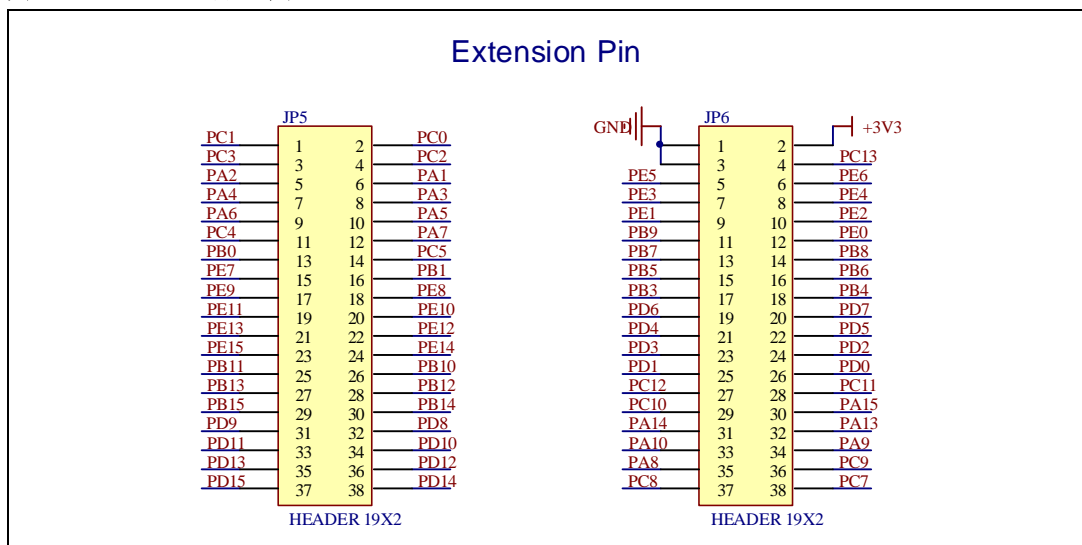 Extension Pin
JP5 JP6
GND +3V3
PC1 1 2 PC0 1 2
PC3 3 4 PC2 3 4 PC13
PA2 5 6 PA1 PE5 5 6 PE6
PA4 7 8 PA3 PE3 7 8 PE4
PA6 9 10 PA5 PE1 9 10 PE2
PC4 11 12 PA7 PB9 11 12 PE0
PB0 13 14 PC5 PB7 13 14 PB8
PE7 15 16 PB1 PB5 15 16 PB6
PE9 17 18 PE8 PB3 17 18 PB4
PE11 19 20 PE10 PD6 19 20 PD7
PE13 21 22 PE12 PD4 21 22 PD5
PE15 23 24 PE14 PD3 23 24 PD2
PB11 25 26 PB10 PD1 25 26 PD0
PB13 27 28 PB12 PC12 27 28 PC11
PB15 29 30 PB14 PC10 29 30 PA15
PD9 31 32 PD8 PA14 31 32 PA13
PD11 33 34 PD10 PA10 33 34 PA9
PD13 35 36 PD12 PA8 35 36 PC9
PD15 37 38 PD14 PC8 37 38 PC7
HEADER 19X2 HEADER 19X2